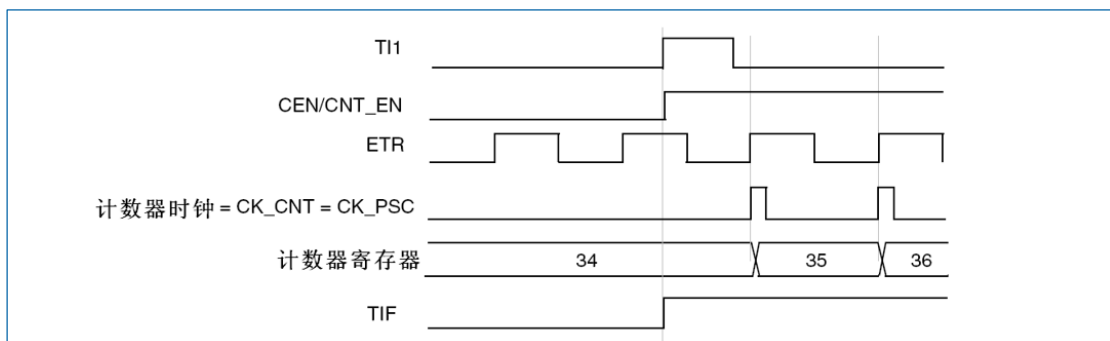 TI1
CEN/CNT_EN
ETR
计数器时钟 = CK_CNT = CK_PSC
计数器寄存器 34 35 36
TIF